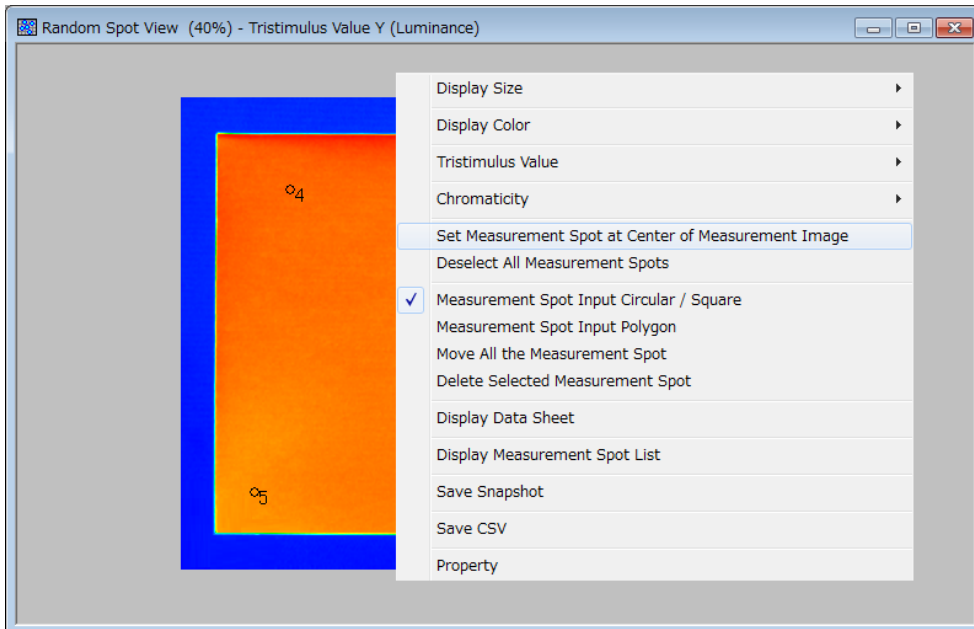 Random Spot View (40%) - Tristimulus Value Y (Luminance)
Display Size
Display Color
Tristimulus Value
Chromaticity
Set Measurement Spot at Center of Measurement Image
Deselect All Measurement Spots
Measurement Spot Input Circular / Square
Measurement Spot Input Polygon
Move All the Measurement Spot
Delete Selected Measurement Spot
Display Data Sheet
Display Measurement Spot List
Save Snapshot
Save CSV
Property
4
5